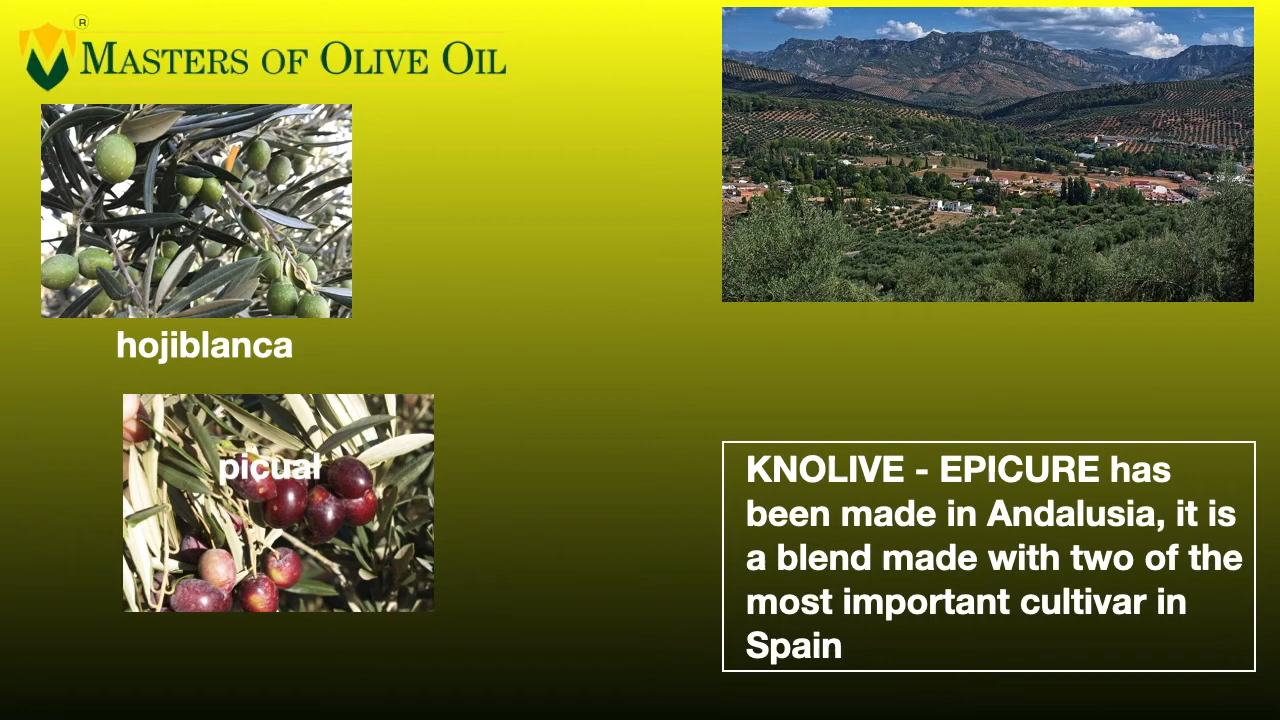 ®
MASTERS OF OLIVE OIL
hojiblanca
picual
KNOLIVE - EPICURE has
been made in Andalusia, it is
a blend made with two of the
most important cultivar in
Spain